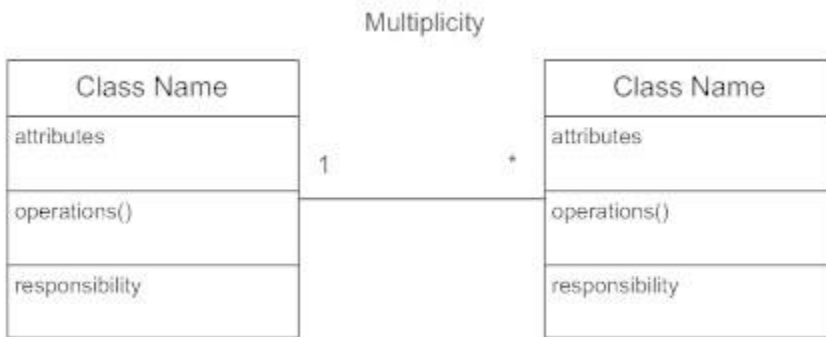 Multiplicity
Class Name
attributes
operations()
responsibility
1
*
Class Name
attributes
operations()
responsibility